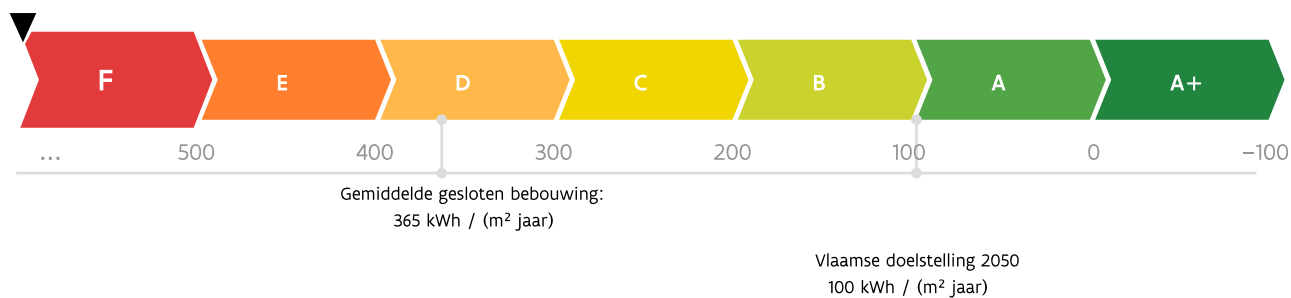 F E D C B A A+
... 500 400 300 200 100 0 −100
Gemiddelde gesloten bebouwing:
365 kWh / (m² jaar)
Vlaamse doelstelling 2050
100 kWh / (m² jaar)